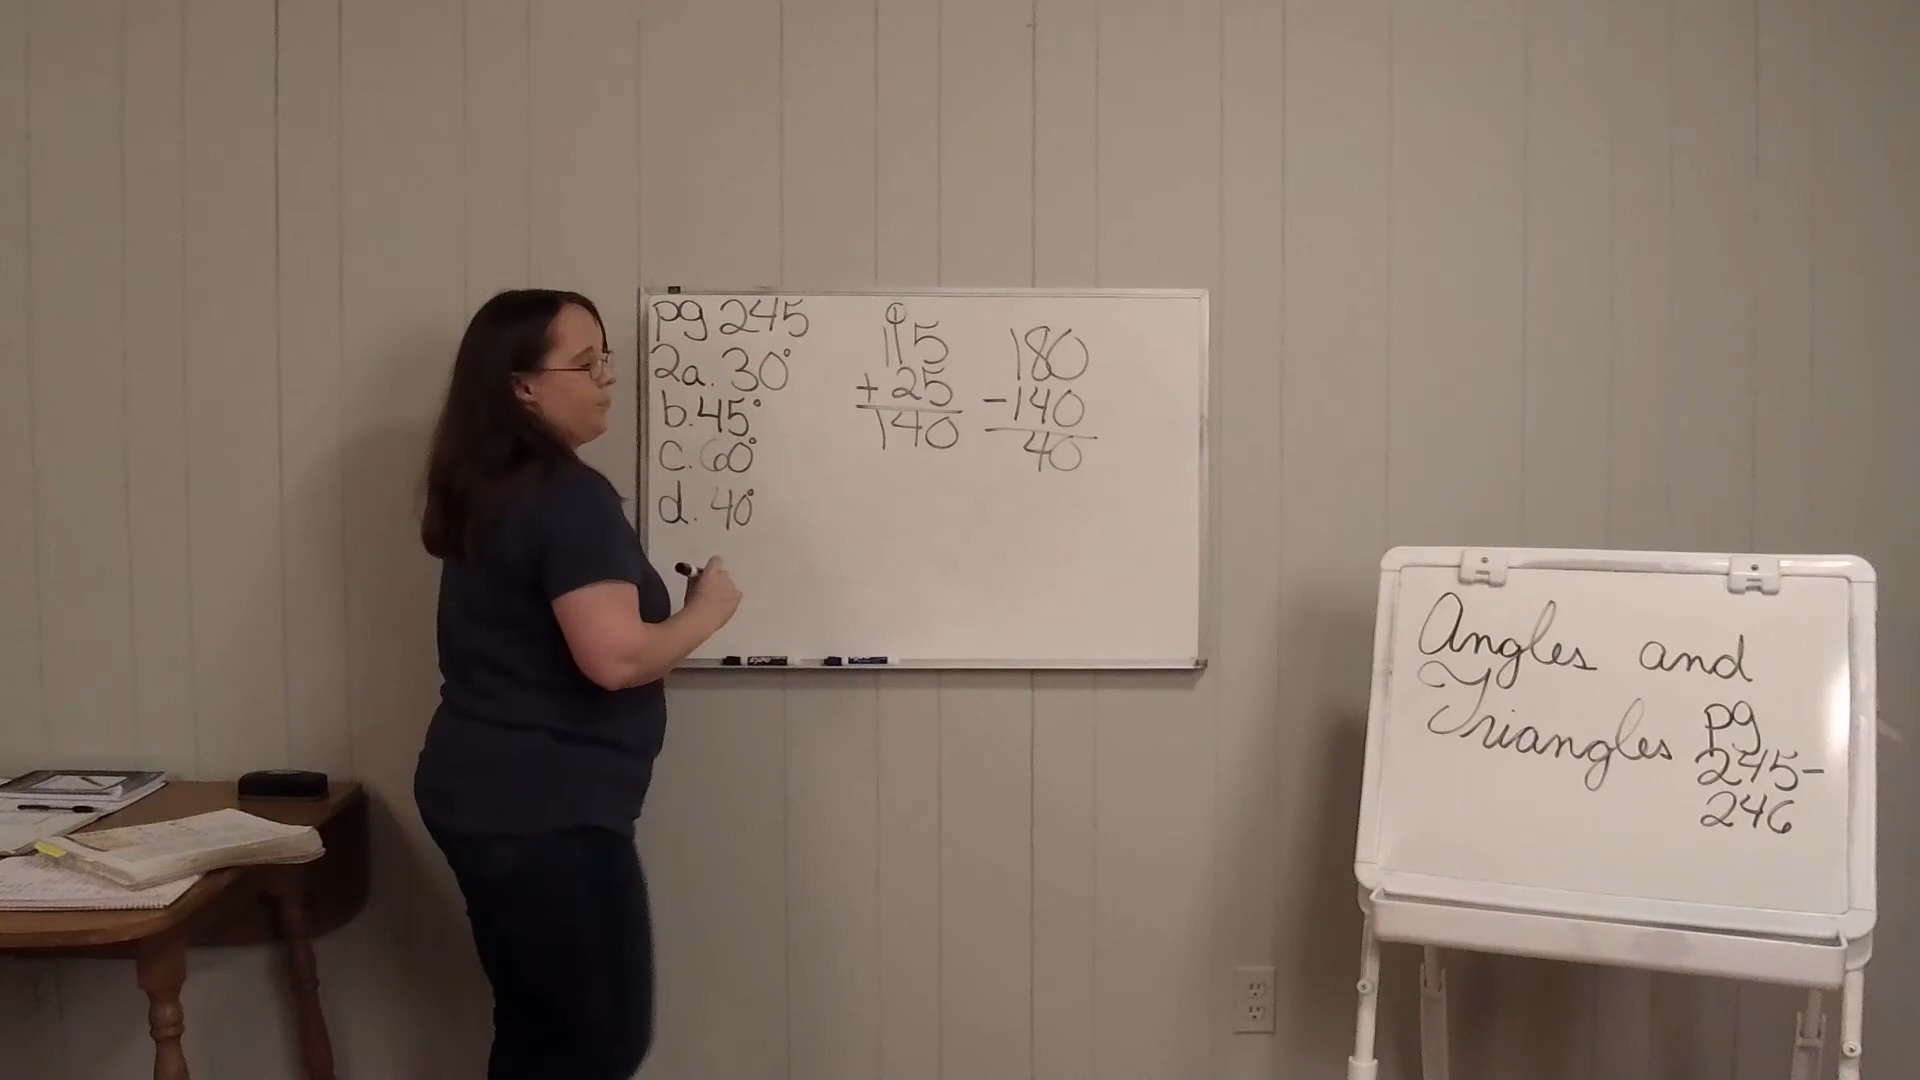 pg 245
2a. 30°
b. 45°
c. 60°
d. 40°
1
115
+ 25
140
180
-140
40
Angles and
Triangles pg
245-
246